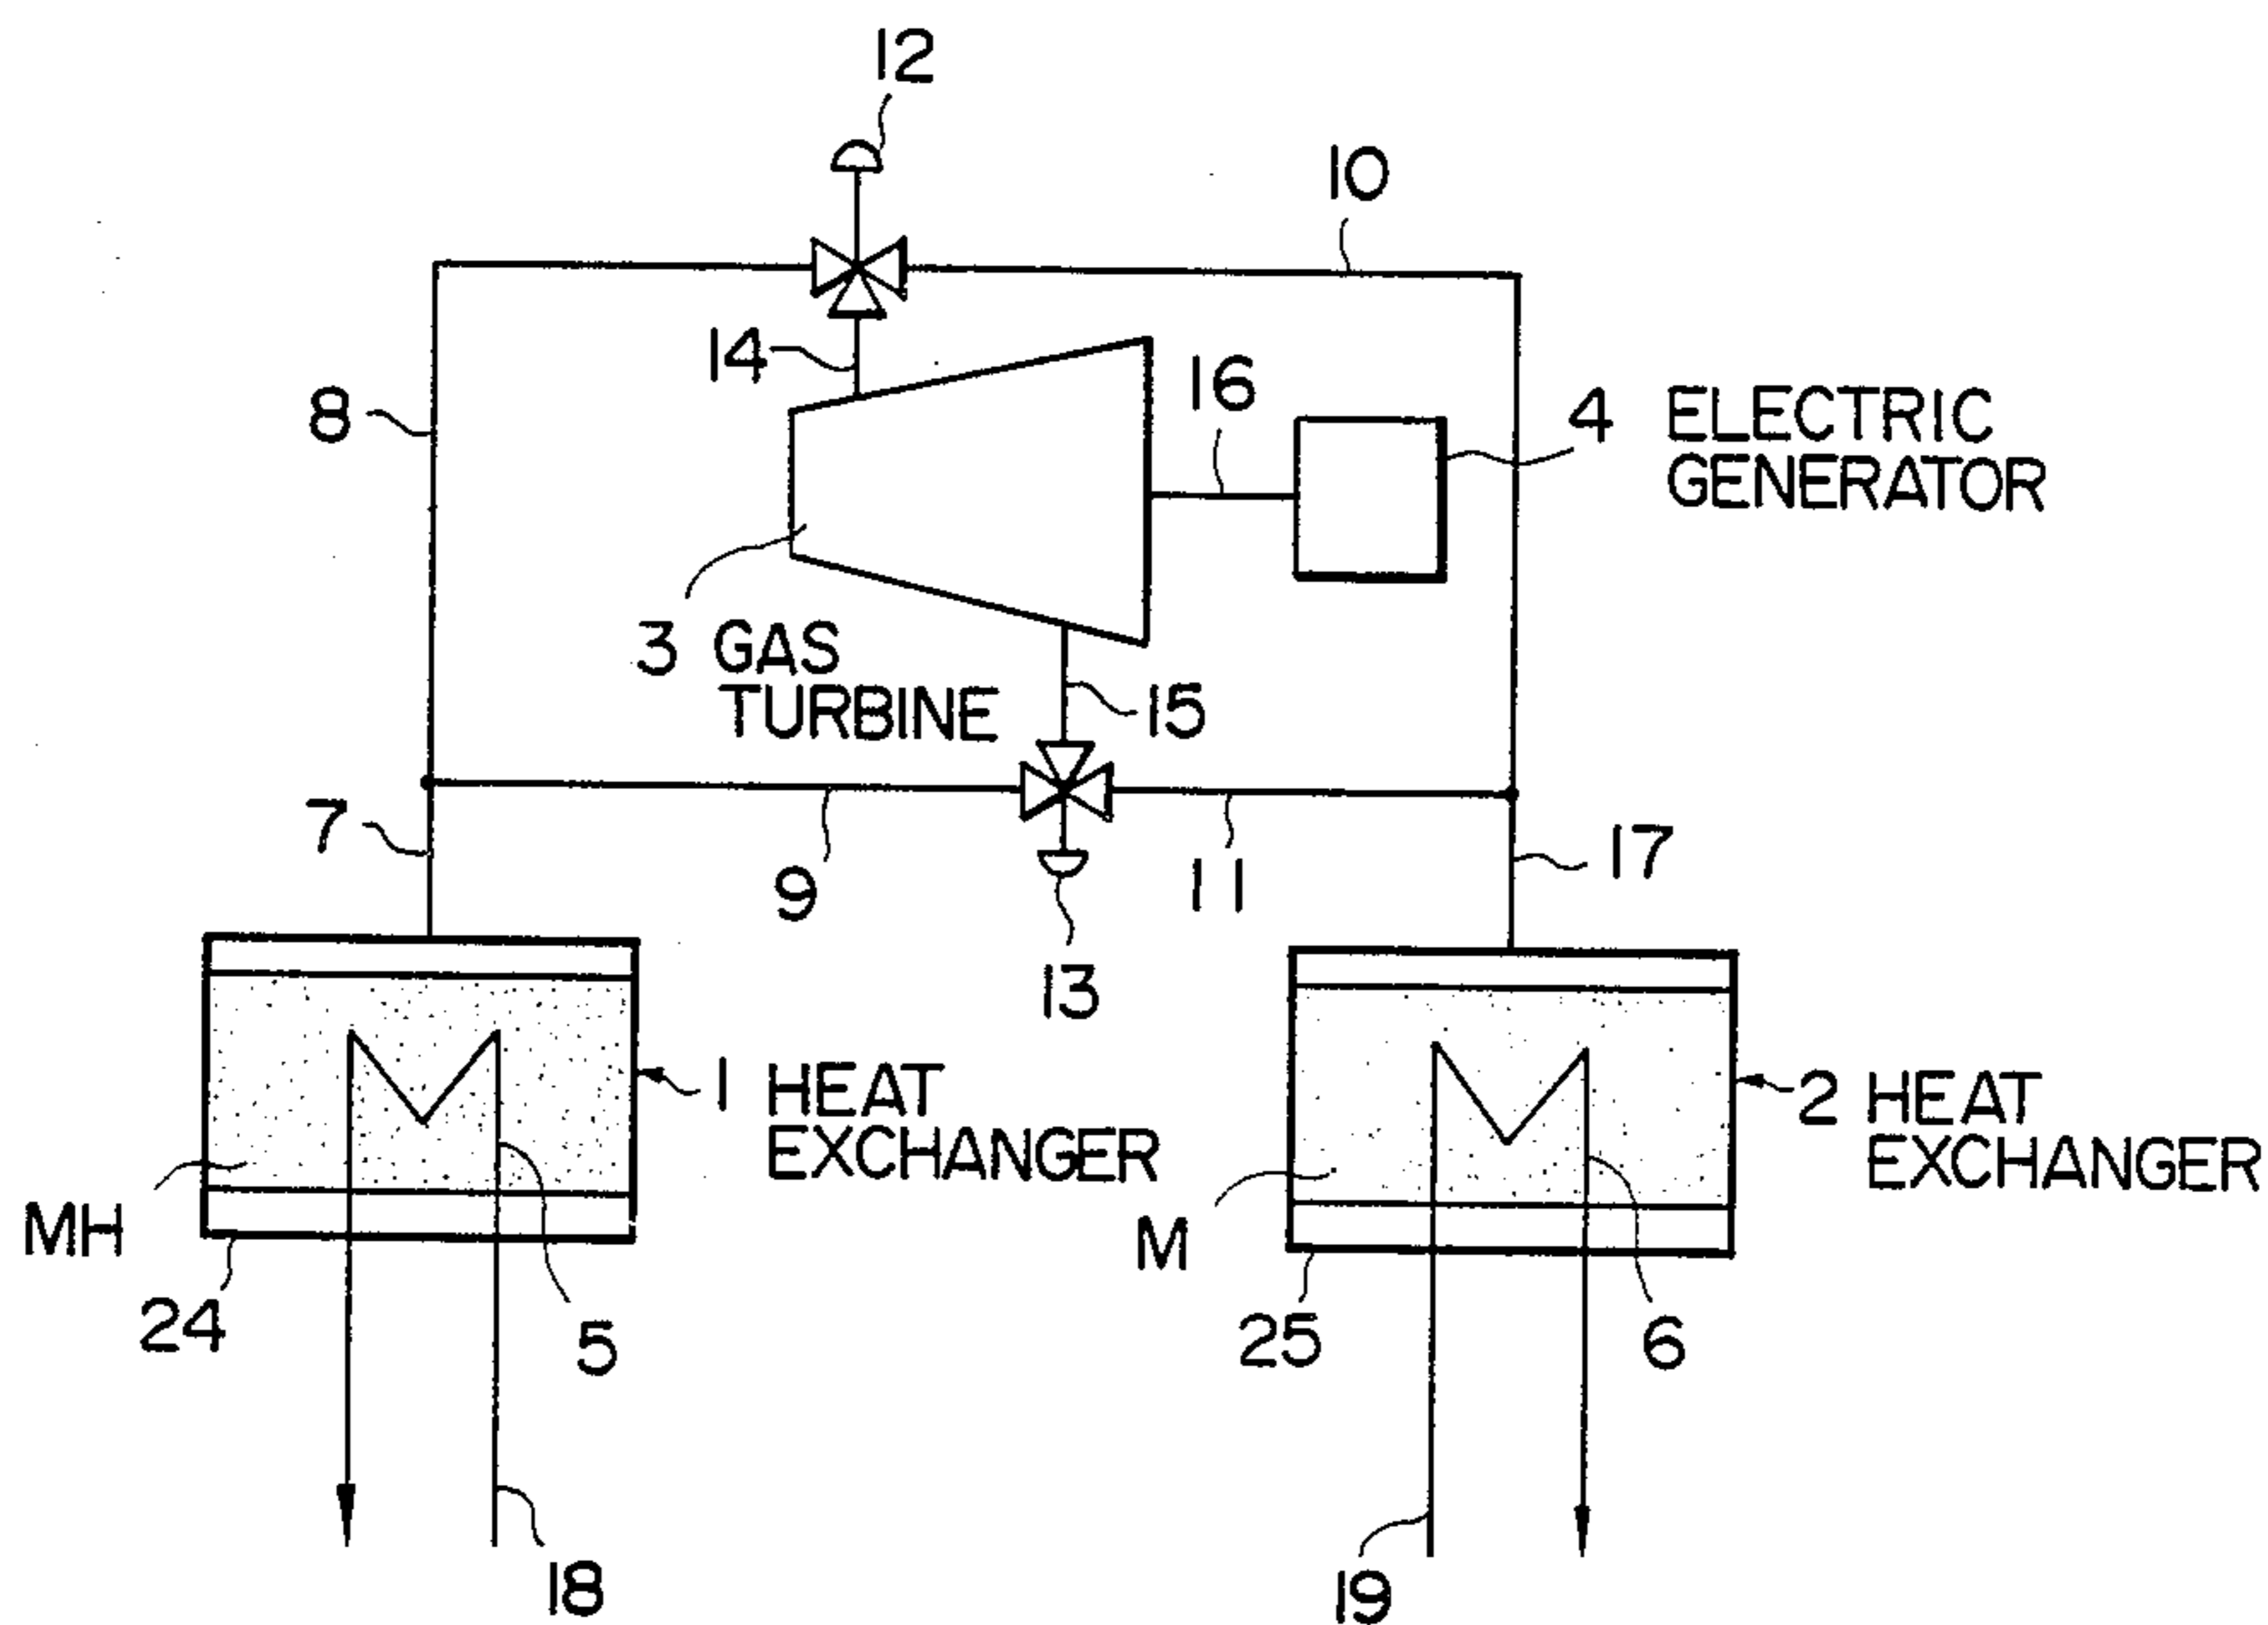 12
10
14
16
8
4 ELECTRIC
GENERATOR
3 GAS
TURBINE
15
7
17
9
11
13
1 HEAT
EXCHANGER
2 HEAT
EXCHANGER
MH
M
24
5
25
6
18
19